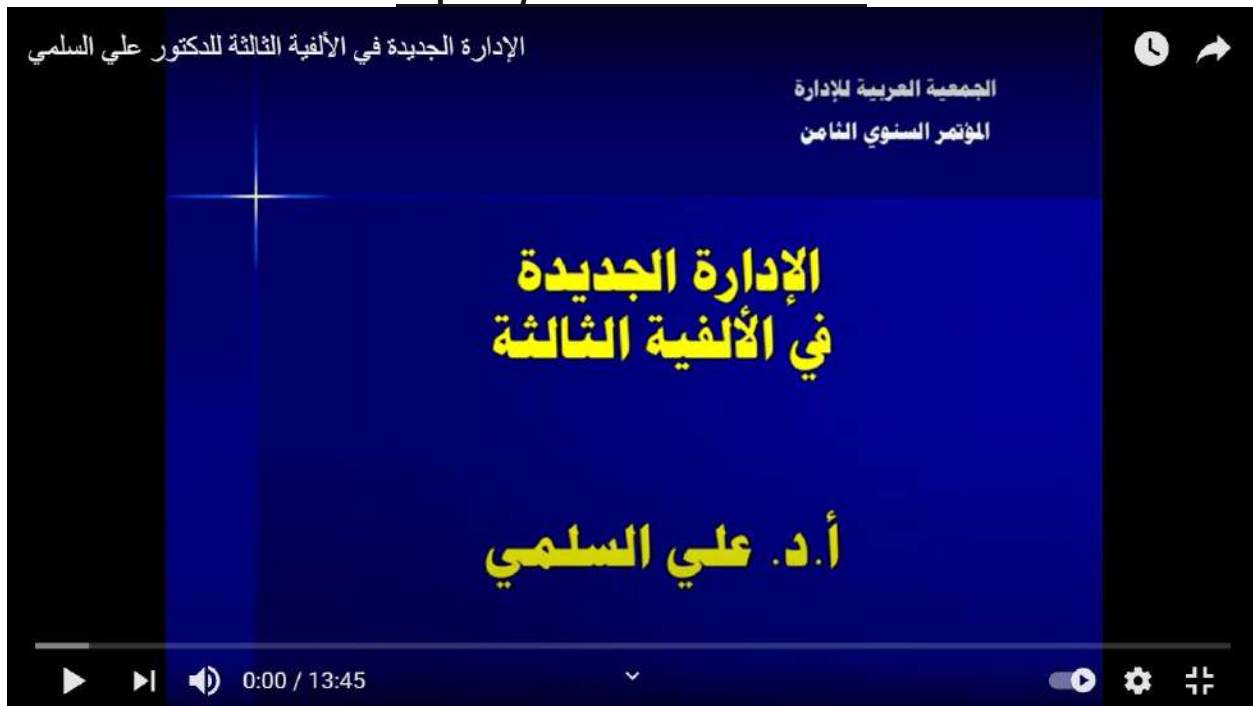 الإدارة الجديدة في الألفية الثالثة للدكتور علي السلمي
الجمعية العربية للإدارة
المؤتمر السنوي الثامن
الإدارة الجديدة
في الألفية الثالثة
أ.د. علي السلمي
0:00 / 13:45